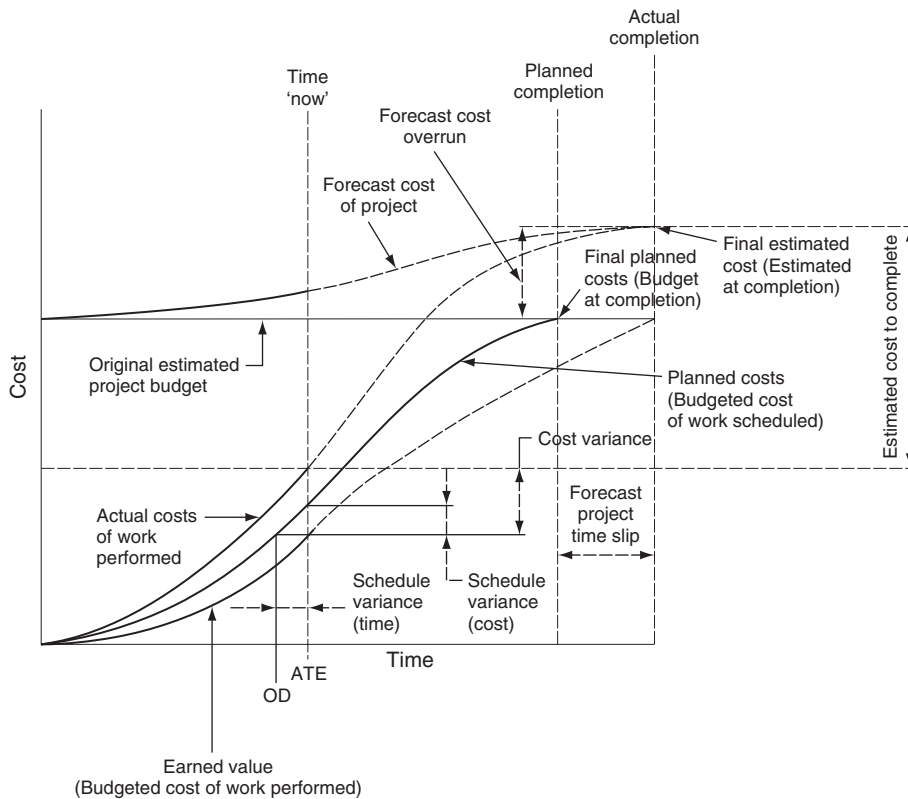 Actual
completion
Time
‘now’
Planned
completion
Forecast cost
overrun
Forecast cost
of project
Final planned
costs (Budget
at completion)
Final estimated
cost (Estimated
at completion)
Estimated cost to complete
Original estimated
project budget
Cost
Planned costs
(Budgeted cost
of work scheduled)
Cost variance
Actual costs
of work
performed
Forecast
project
time slip
Schedule
variance
(time)
Schedule
variance
(cost)
Time
ATE
OD
Earned value
(Budgeted cost of work performed)